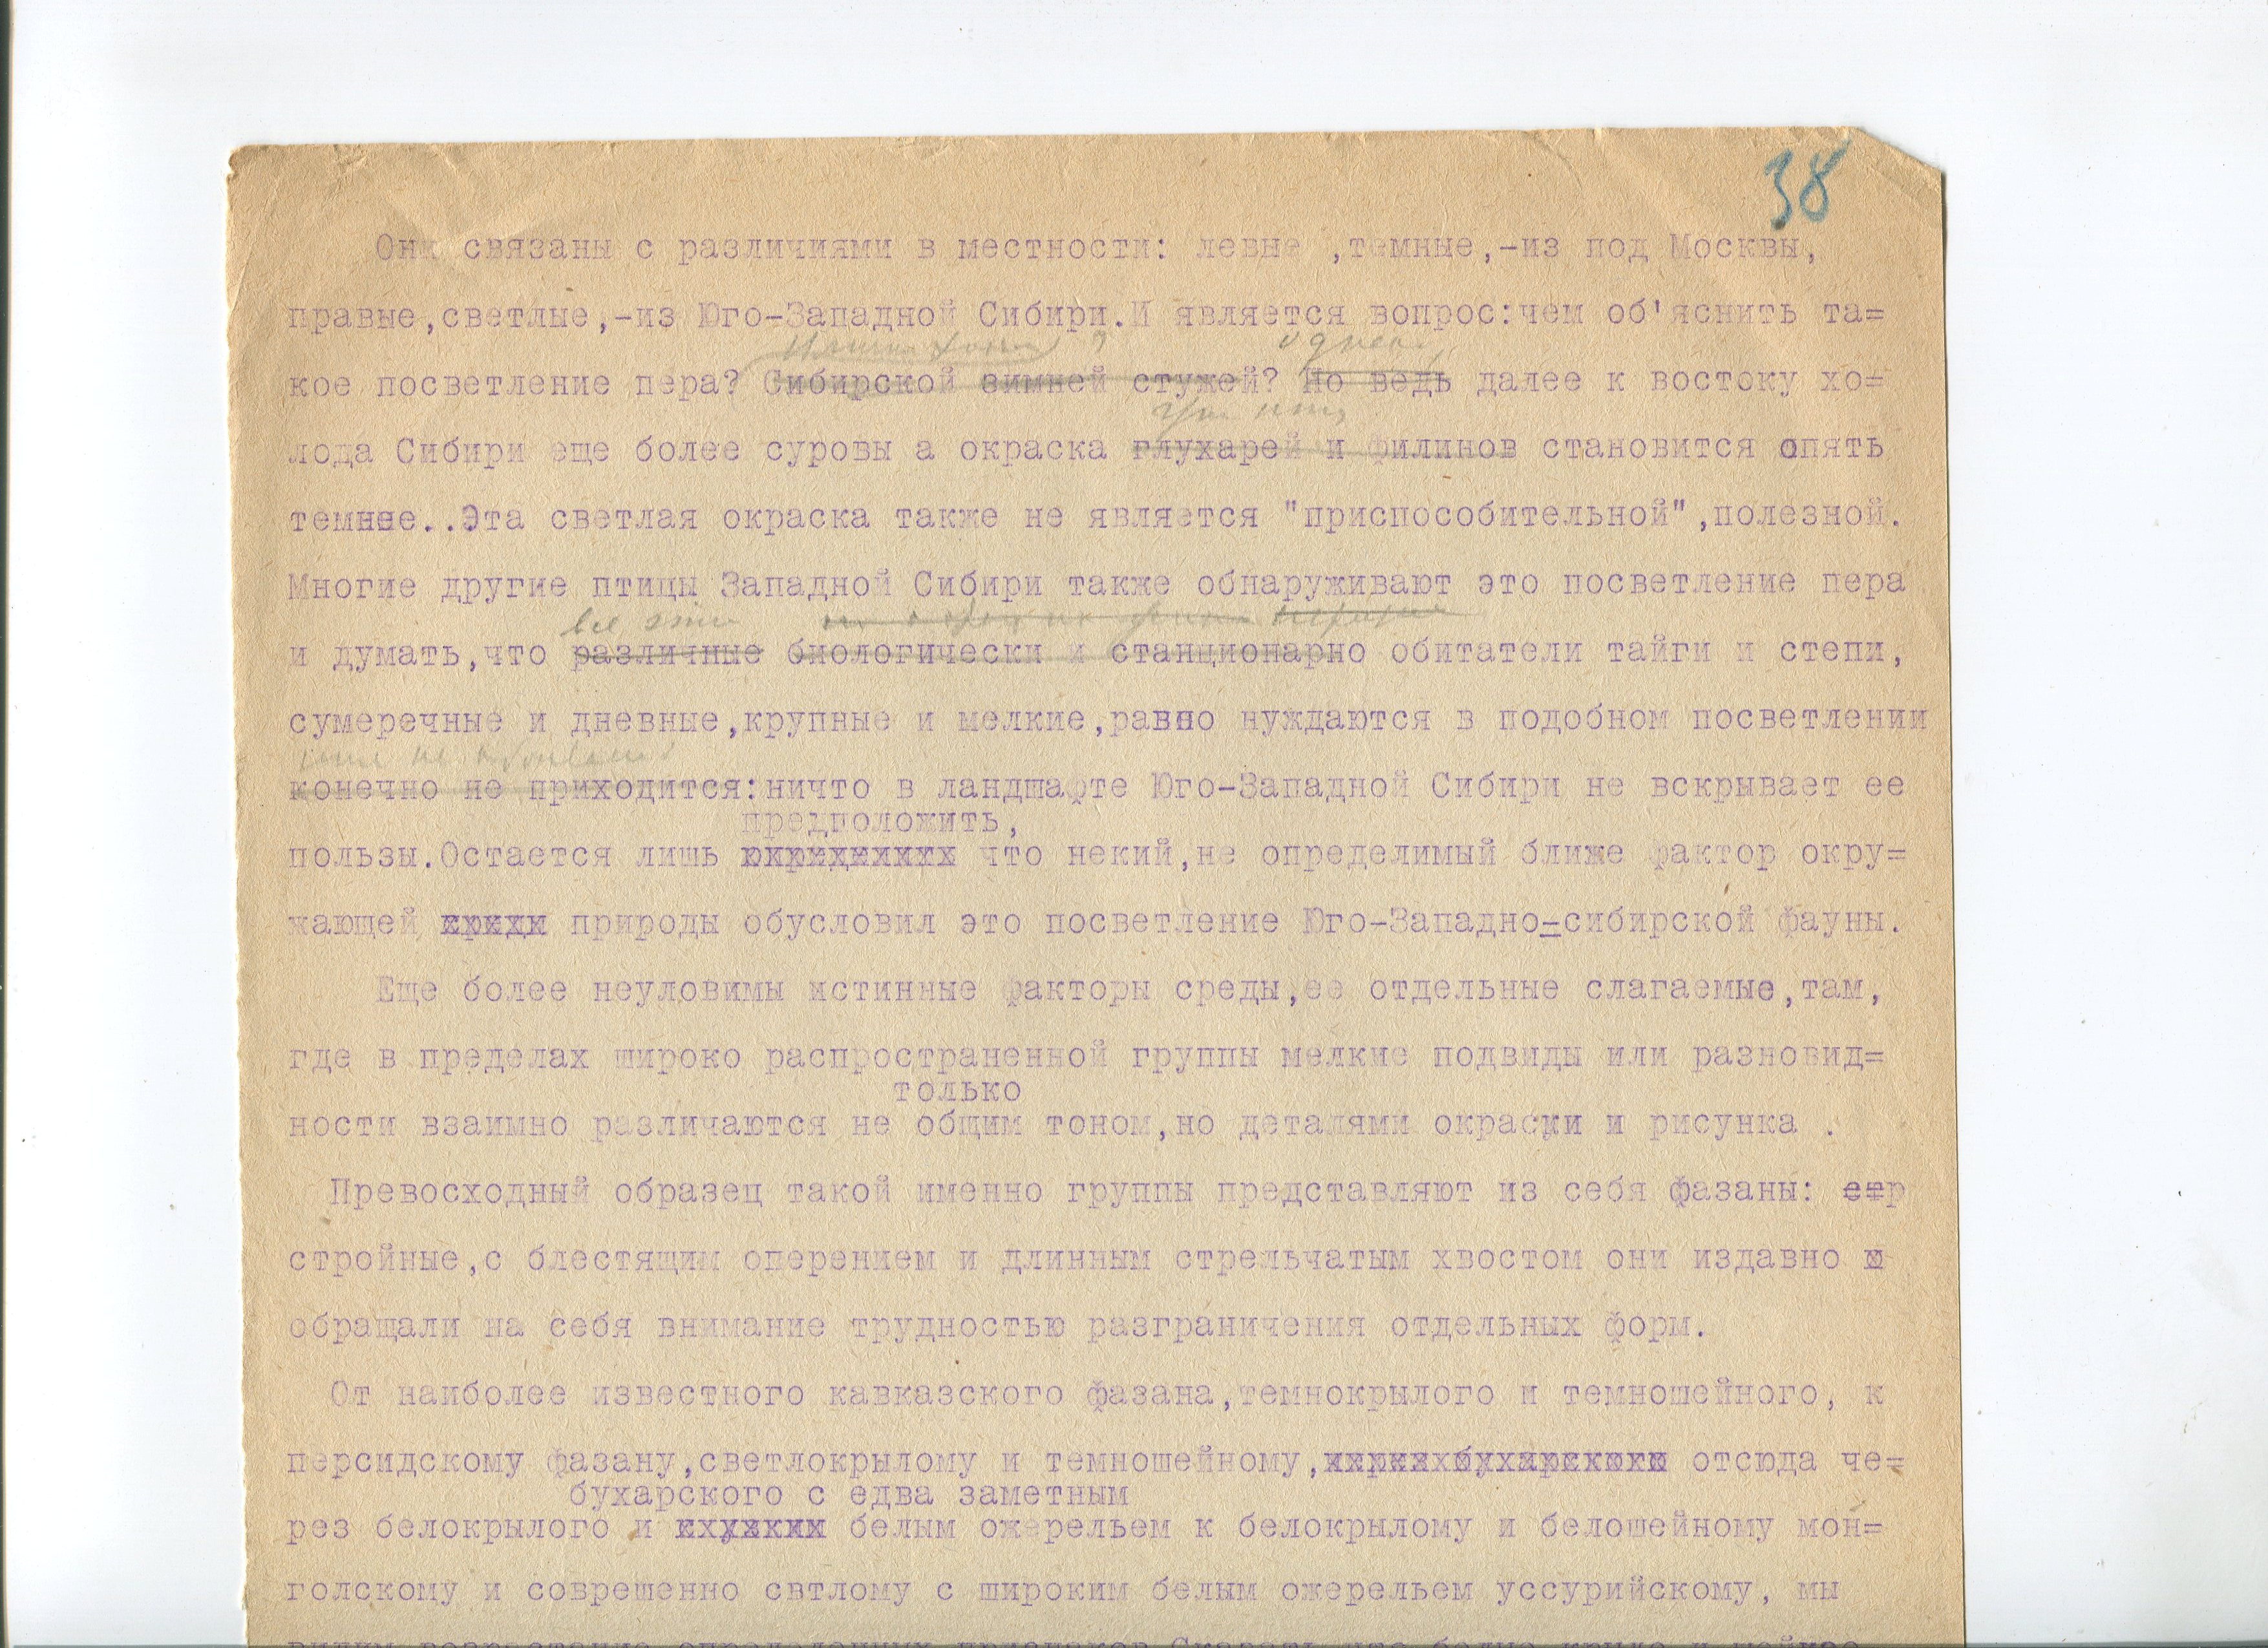 38
Они связаны с различиями в местности: левые ,темные,-из под Москвы,
правые,светлые,-из Юго-Западной Сибири.И является вопрос:чем об'яснить та=
однако,
кое посветление пера? Сибирской зимней стужей? Но ведь далее к востоку хо=
лода Сибири еще более суровы а окраска глухарей и филинов становится опять
темнее..Эта светлая окраска также не является "приспособительной",полезной.
Многие другие птицы Западной Сибири также обнаруживают это посветление пера
все эти
и думать,что различные биологически и станционарно обитатели тайги и степи,
сумеречные и дневные,крупные и мелкие,равно нуждаются в подобном посветлении
конечно не приходится:ничто в ландшафте Юго-Западной Сибири не вскрывает ее
предположить,
пользы.Остается лишь что некий,не определимый ближе фактор окру=
жающей природы обусловил это посветление Юго-Западно=сибирской фауны.
Еще более неуловимы истинные факторы среды,ее отдельные слагаемые,там,
где в пределах широко распространенной группы мелкие подвиды или разновид=
только
ности взаимно различаются не общим тоном,но деталями окраски и рисунка .
Превосходный образец такой именно группы представляют из себя фазаны: стр
стройные,с блестящим оперением и длинным стрельчатым хвостом они издавно
обращали на себя внимание трудностью разграничения отдельных форм.
От наиболее известного кавказского фазана,темнокрылого и темношейного, к
персидскому фазану,светлокрылому и темношейному, отсюда че=
бухарского с едва заметным
рез белокрылого и белым ожерельем к белокрылому и белошейному мон=
голскому и соврешенно свтлому с широким белым ожерельем уссурийскому, мы